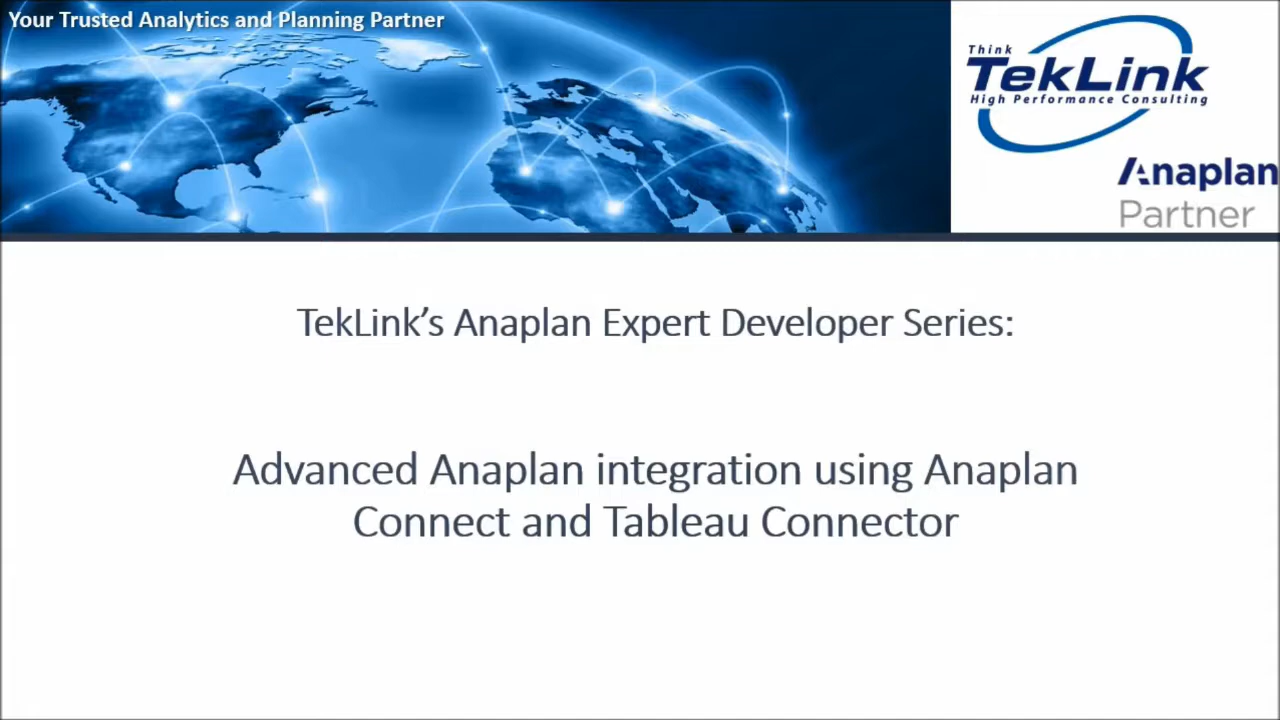 Your Trusted Analytics and Planning Partner
Think
TekLink
High Performance Consulting
Anaplan
Partner
TekLink’s Anaplan Expert Developer Series:
Advanced Anaplan integration using Anaplan
Connect and Tableau Connector